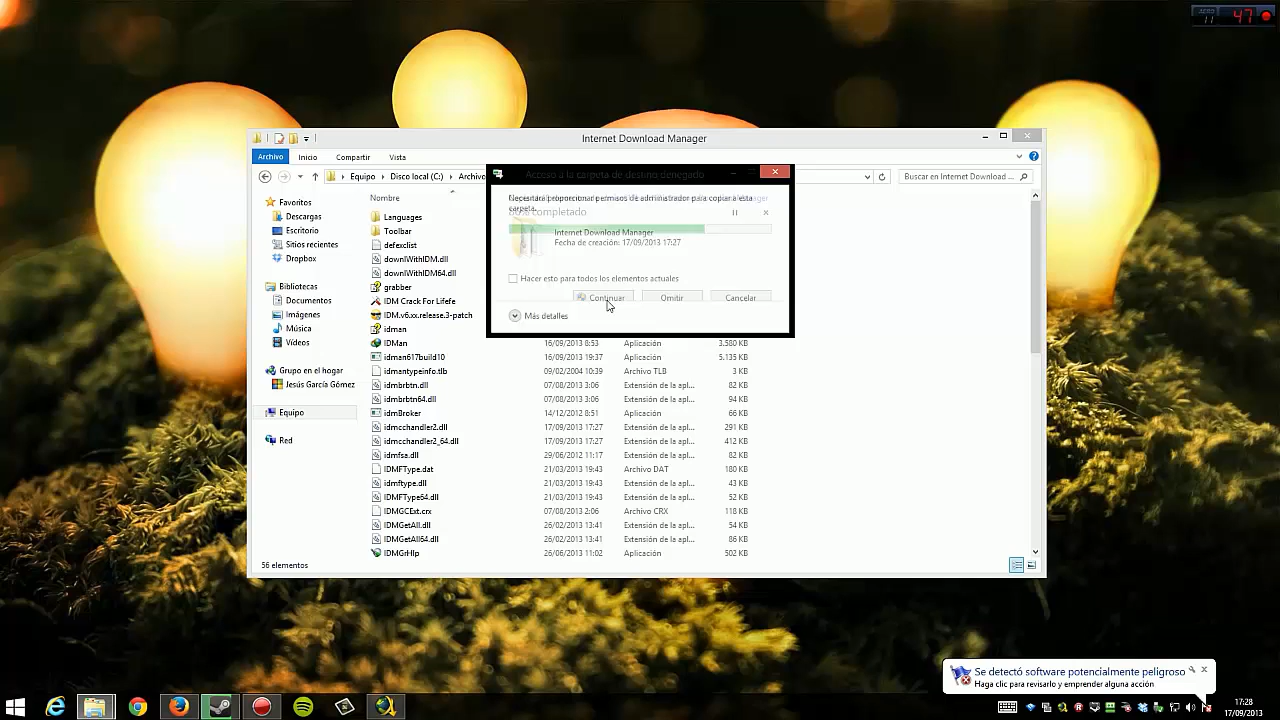 AERO
11
47
Internet Download Manager
Archivo Inicio Compartir Vista
Equipo Disco local (C:) Archivo
Buscar en Internet Download ...
Acceso a la carpeta de destino denegado
Necesitará proporcionar permisos de administrador para copiar a esta
carpeta.
86% completado
Internet Download Manager
Fecha de creación: 17/09/2013 17:27
Hacer esto para todos los elementos actuales
Continuar Omitir Cancelar
Más detalles
Favoritos
Descargas
Escritorio
Sitios recientes
Dropbox
Bibliotecas
Documentos
Imágenes
Música
Vídeos
Grupo en el hogar
Jesús García Gómez
Equipo
Red
Nombre
Languages
Toolbar
defexclist
downlWithIDM.dll
downlWithIDM64.dll
grabber
IDM Crack For Lifefe
IDM.v6.xx.release.3-patch
idman
IDMan 16/09/2013 8:53 Aplicación 3.580 KB
idman617build10 16/09/2013 19:37 Aplicación 5.135 KB
idmantypeinfo.tlb 09/02/2004 10:39 Archivo TLB 3 KB
idmbrbtn.dll 07/08/2013 3:06 Extensión de la apl... 82 KB
idmbrbtn64.dll 07/08/2013 3:06 Extensión de la apl... 94 KB
idmBroker 14/12/2012 8:51 Aplicación 66 KB
idmcchandler2.dll 17/09/2013 17:27 Extensión de la apl... 291 KB
idmcchandler2_64.dll 17/09/2013 17:27 Extensión de la apl... 412 KB
idmfsa.dll 29/06/2012 11:17 Extensión de la apl... 82 KB
IDMFType.dat 21/03/2013 19:43 Archivo DAT 180 KB
idmftype.dll 21/03/2013 19:43 Extensión de la apl... 43 KB
IDMFType64.dll 21/03/2013 19:43 Extensión de la apl... 52 KB
IDMGCExt.crx 07/08/2013 2:06 Archivo CRX 118 KB
IDMGetAll.dll 26/02/2013 13:41 Extensión de la apl... 54 KB
IDMGetAll64.dll 26/02/2013 13:41 Extensión de la apl... 86 KB
IDMGrHlp 26/06/2013 11:02 Aplicación 502 KB
56 elementos
Se detectó software potencialmente peligroso
Haga clic para revisarlo y emprender alguna acción
17:28
17/09/2013